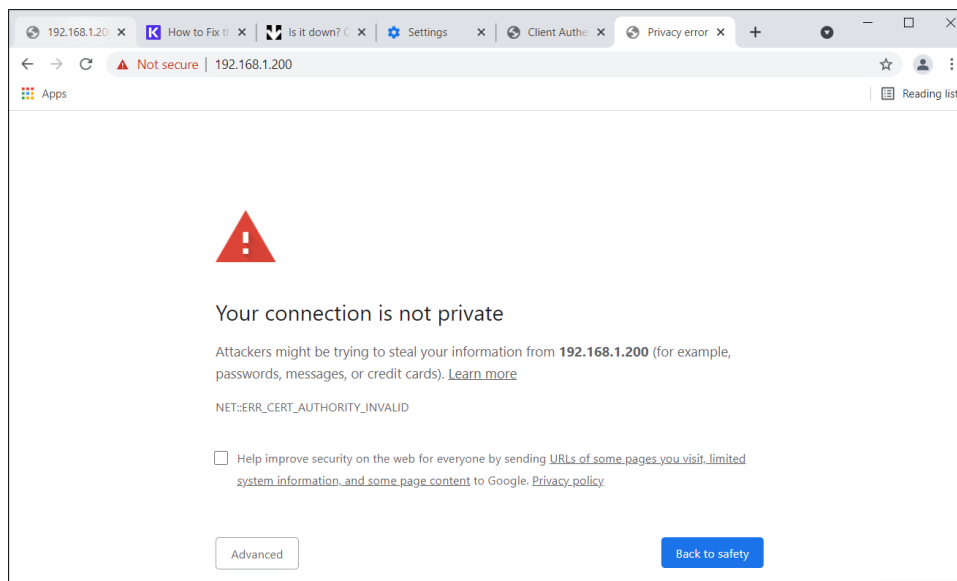 192.168.1.20
How to Fix th
Is it down? C
Settings
Client Authe
Privacy error
Not secure
192.168.1.200
Apps
Reading list
Your connection is not private
Attackers might be trying to steal your information from 192.168.1.200 (for example,
passwords, messages, or credit cards). Learn more
NET::ERR_CERT_AUTHORITY_INVALID
Help improve security on the web for everyone by sending URLs of some pages you visit, limited
system information, and some page content to Google. Privacy policy
Advanced
Back to safety